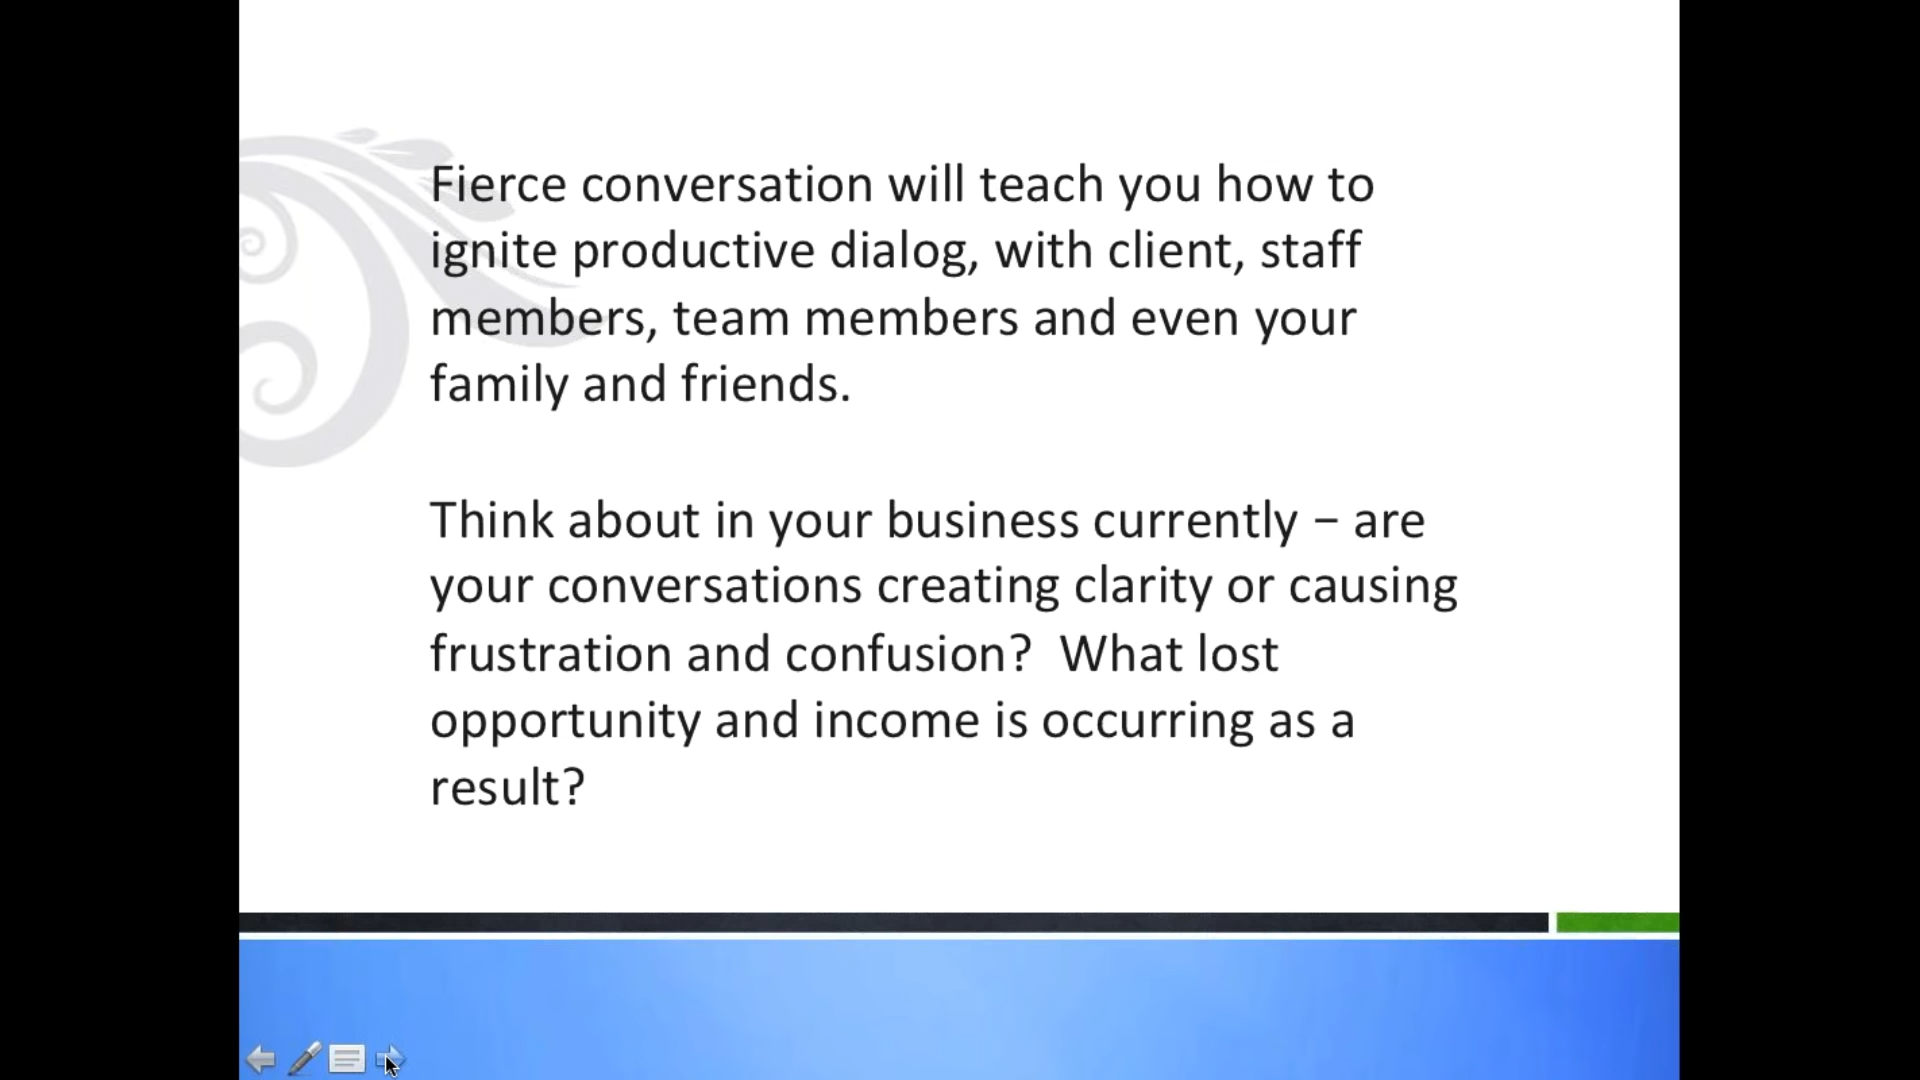 Fierce conversation will teach you how to
ignite productive dialog, with client, staff
members, team members and even your
family and friends.
Think about in your business currently – are
your conversations creating clarity or causing
frustration and confusion?  What lost
opportunity and income is occurring as a
result?